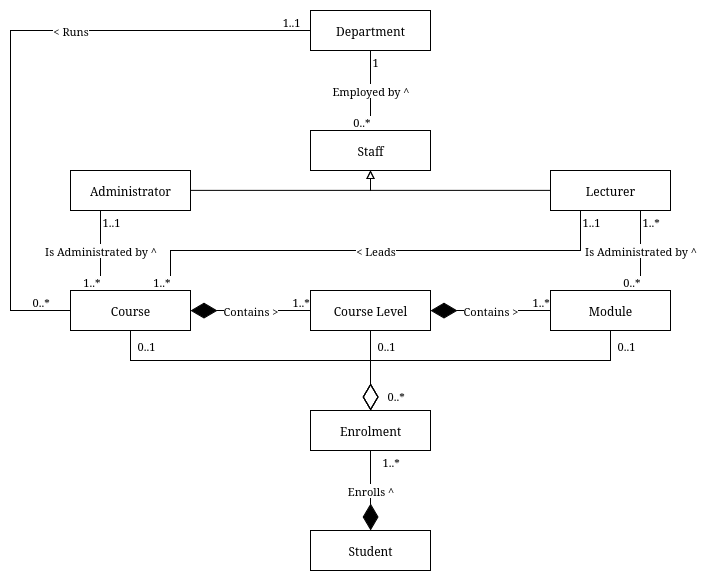 1..1
< Runs
Department
1
Employed by ^
0..*
Staff
Administrator
Lecturer
1..1
1..1
1..*
Is Administrated by ^
< Leads
Is Administrated by ^
1..*
1..*
0..*
0..*
1..*
1..*
Course
Contains >
Course Level
Contains >
Module
0..1
0..1
0..1
0..*
Enrolment
1..*
Enrolls ^
Student